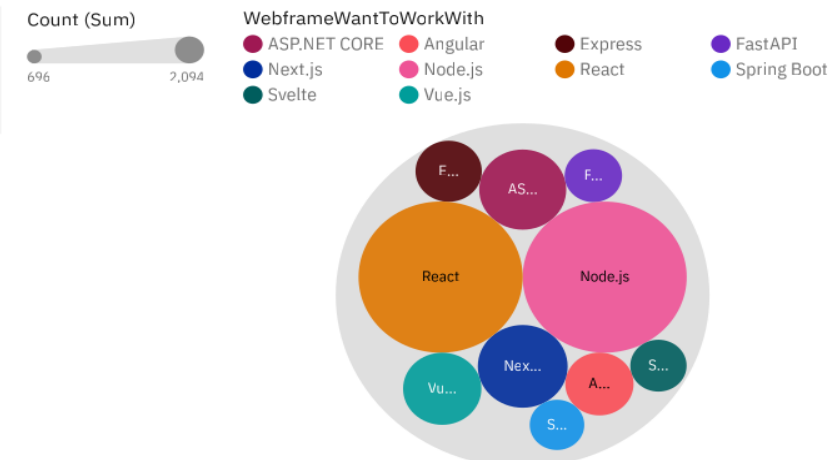 Count (Sum)
696 2,094
WebframeWantToWorkWith
ASP.NET CORE Angular Express FastAPI
Next.js Node.js React Spring Boot
Svelte Vue.js
E... AS... F...
React Node.js
Nex... S...
Vu... A...
S...